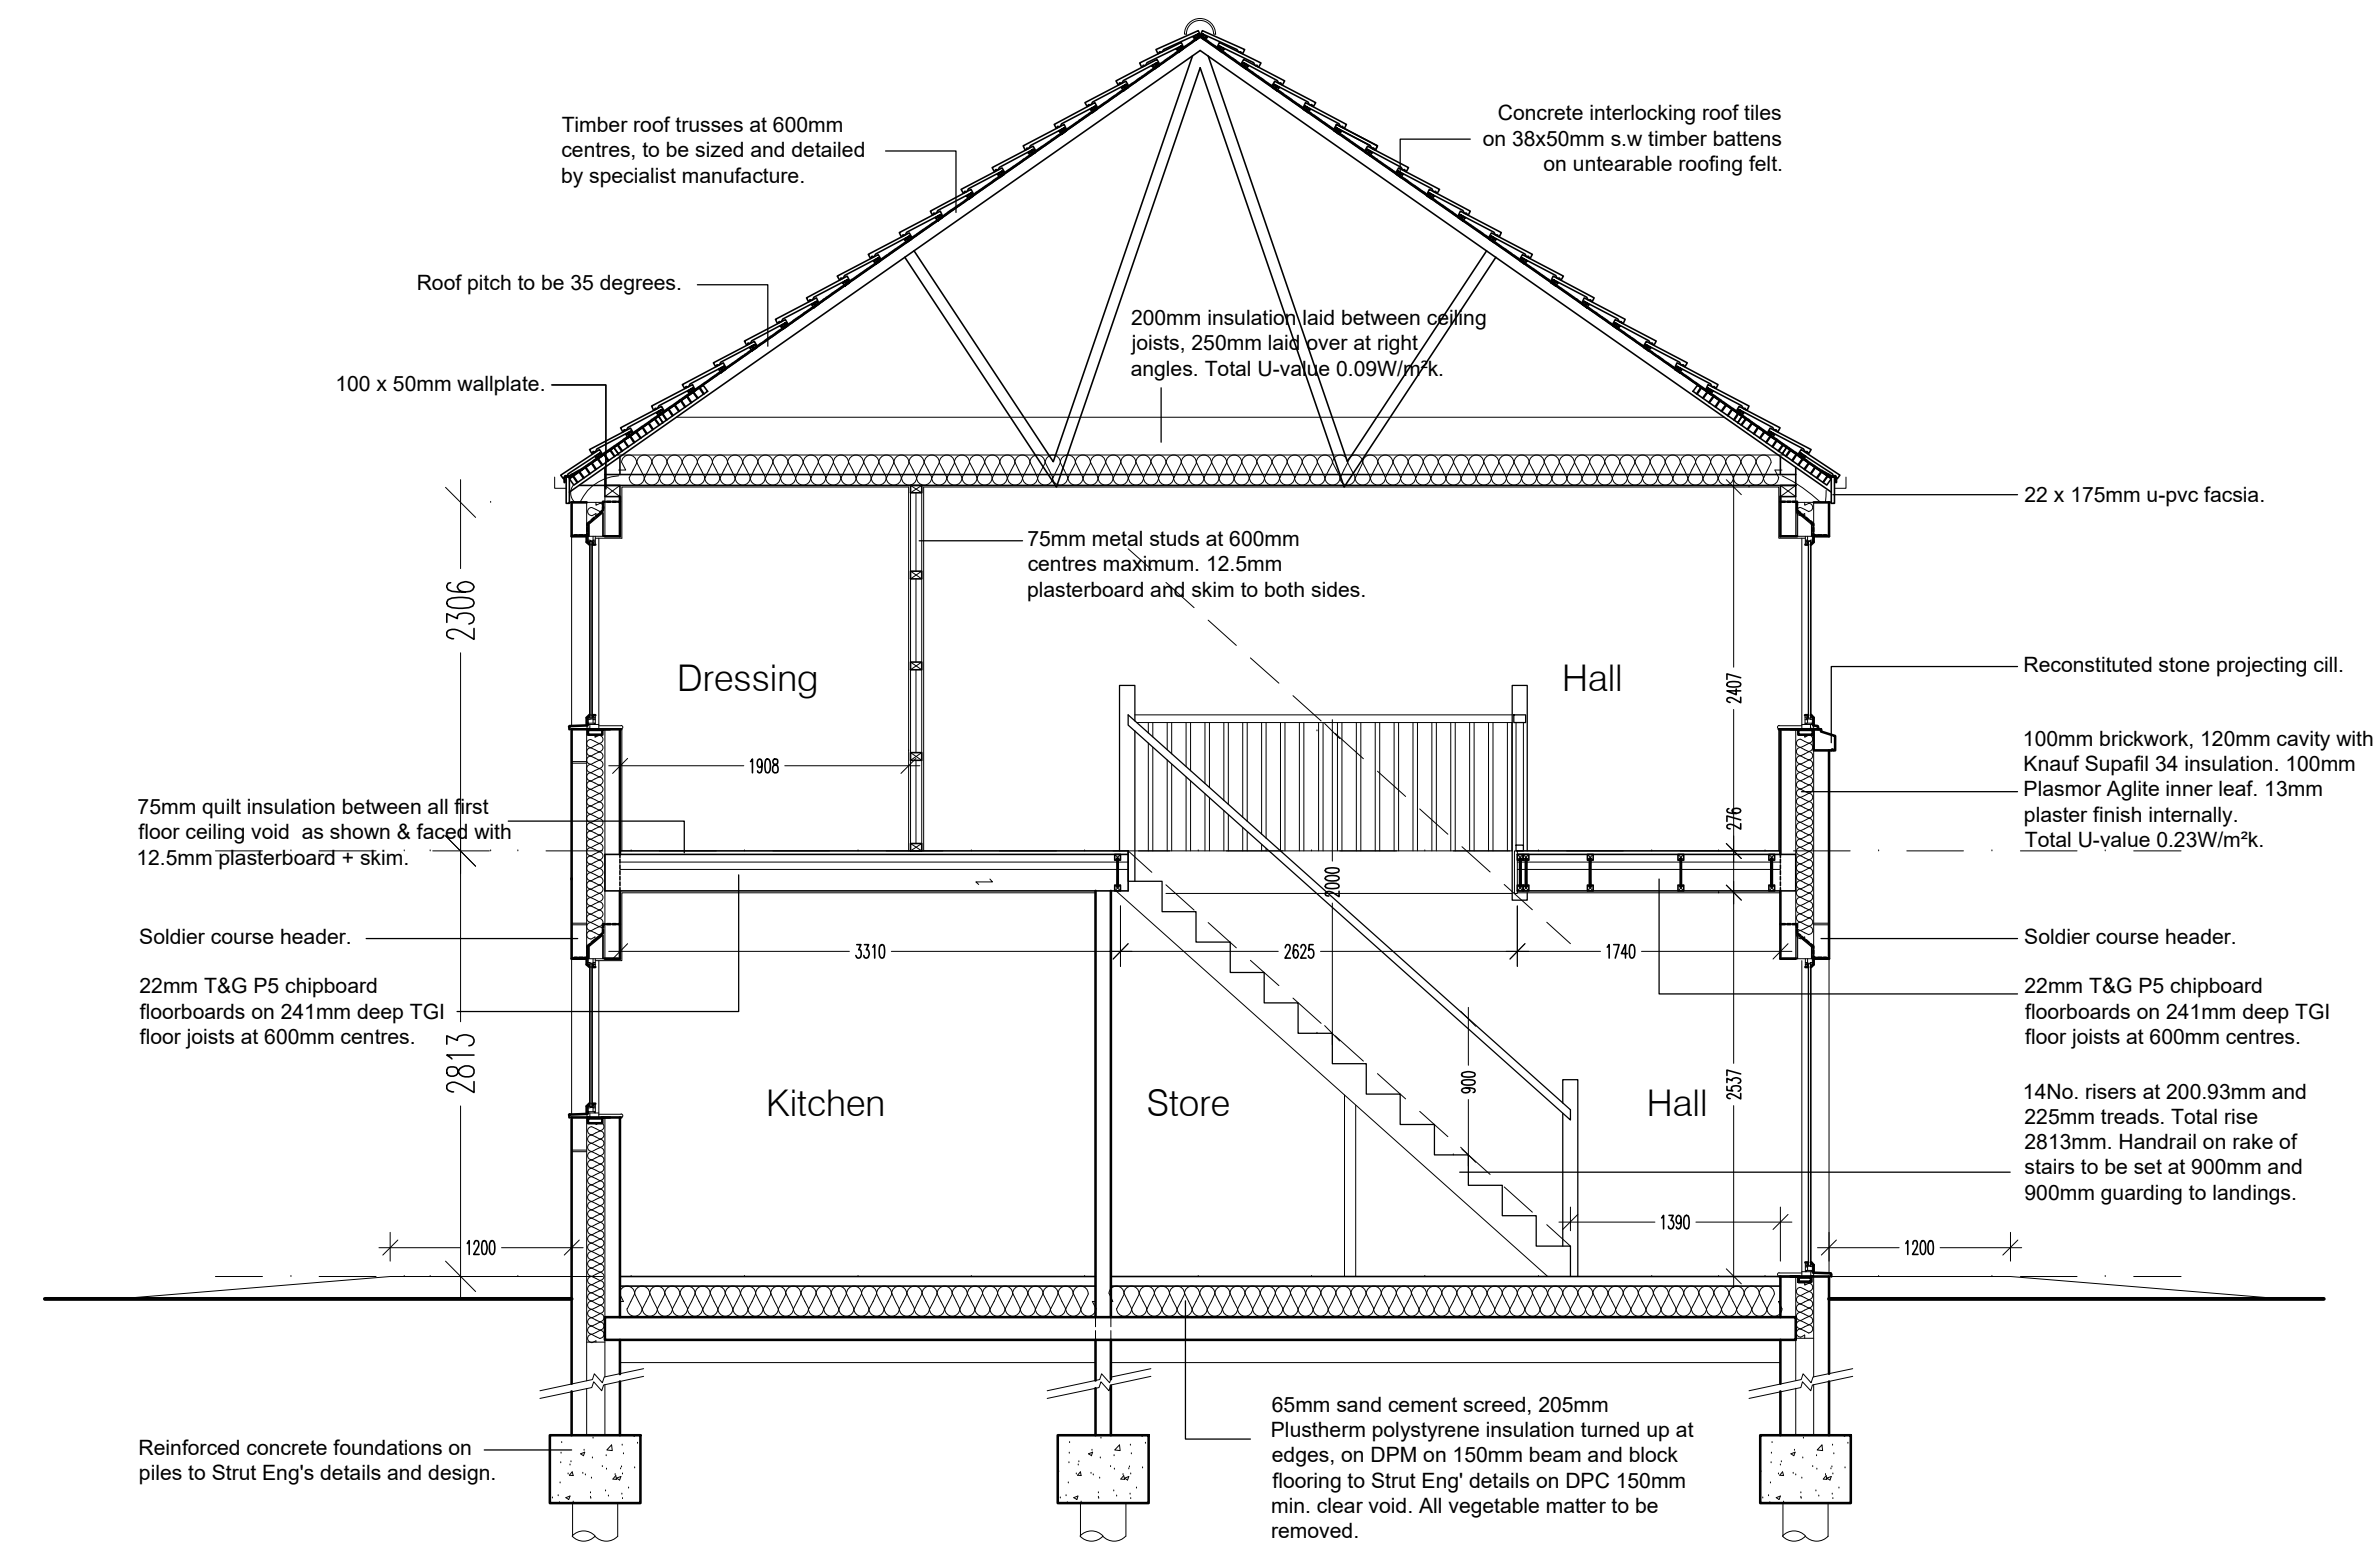 Timber roof trusses at 600mm
centres, to be sized and detailed
by specialist manufacture.
Concrete interlocking roof tiles
on 38x50mm s.w timber battens
on untearable roofing felt.
Roof pitch to be 35 degrees.
200mm insulation laid between ceiling
joists, 250mm laid over at right
angles. Total U-value 0.09W/m²k.
100 x 50mm wallplate.
22 x 175mm u-pvc facsia.
75mm metal studs at 600mm
centres maximum. 12.5mm
plasterboard and skim to both sides.
2306
Dressing
Hall
2407
Reconstituted stone projecting cill.
1908
276
100mm brickwork, 120mm cavity with
Knauf Supafil 34 insulation. 100mm
Plasmor Aglite inner leaf. 13mm
plaster finish internally.
Total U-value 0.23W/m²k.
75mm quilt insulation between all first
floor ceiling void as shown & faced with
12.5mm plasterboard + skim.
2000
Soldier course header.
3310
2625
1740
Soldier course header.
22mm T&G P5 chipboard
floorboards on 241mm deep TGI
floor joists at 600mm centres.
22mm T&G P5 chipboard
floorboards on 241mm deep TGI
floor joists at 600mm centres.
2813
Kitchen
Store
900
Hall
2537
14No. risers at 200.93mm and
225mm treads. Total rise
2813mm. Handrail on rake of
stairs to be set at 900mm and
900mm guarding to landings.
1200
1390
1200
65mm sand cement screed, 205mm
Plustherm polystyrene insulation turned up at
edges, on DPM on 150mm beam and block
flooring to Strut Eng' details on DPC 150mm
min. clear void. All vegetable matter to be
removed.
Reinforced concrete foundations on
piles to Strut Eng's details and design.